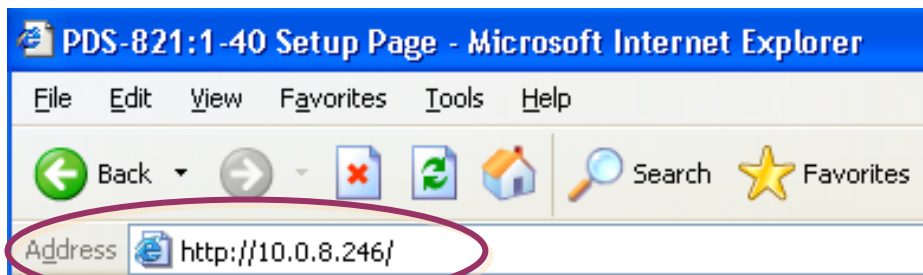 PDS-821:1-40 Setup Page - Microsoft Internet Explorer
File Edit View Favorites Tools Help
Back Search Favorites
Address http://10.0.8.246/